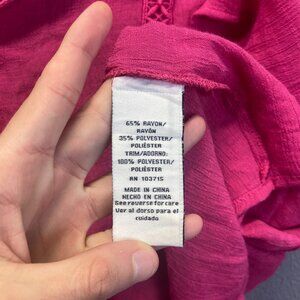 65% RAYON/
RAYÓN
35% POLYESTER/
POLIÉSTER
TRIM/ADORNO:
100% POLYESTER/
POLIÉSTER
RN 103715
MADE IN CHINA
HECHO EN CHINA
See reverse for care
Ver al dorso para el
cuidado